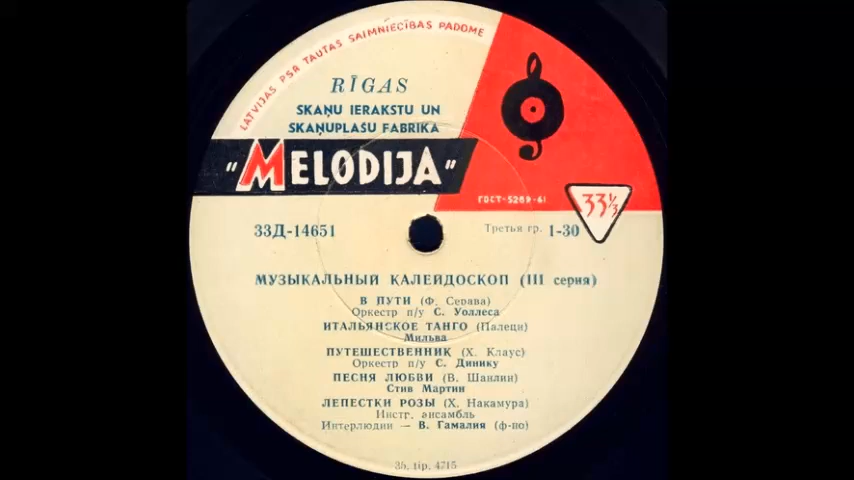 LATVIJAS PSR TAUTAS SAIMNIECĪBAS PADOME
RĪGAS
SKAŅU IERAKSTU UN
SKAŅUPLAŠU FABRIKA
"MELODIJA"
ГОСТ-5289-61
33⅓
33Д-14651
Третья гр. 1-30
МУЗЫКАЛЬНЫЙ КАЛЕЙДОСКОП (III серия)
В ПУТИ (Ф. Серава)
Оркестр п/у С. Уоллеса
ИТАЛЬЯНСКОЕ ТАНГО (Палеци)
Мильва
ПУТЕШЕСТВЕННИК (Х. Клаус)
Оркестр п/у С. Динику
ПЕСНЯ ЛЮБВИ (В. Шанлин)
Стив Мартин
ЛЕПЕСТКИ РОЗЫ (Х. Накамура)
Инстр. ансамбль
Интерлюдии — В. Гамалия (ф-по)
35. tip. 4715